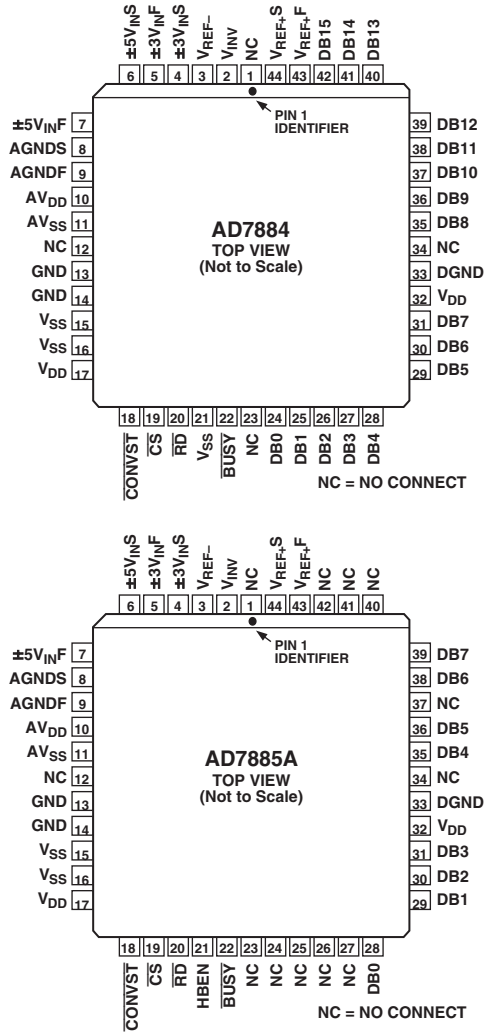 ±5VINS ±3VINF ±3VINS VREF– VINV NC VREF+S VREF+F DB15 DB14 DB13
6 5 4 3 2 1 44 43 42 41 40
PIN 1
IDENTIFIER
±5VINF 7
AGNDS 8
AGNDF 9
AVDD 10
AVSS 11
NC 12
GND 13
GND 14
VSS 15
VSS 16
VDD 17
AD7884
TOP VIEW
(Not to Scale)
39 DB12
38 DB11
37 DB10
36 DB9
35 DB8
34 NC
33 DGND
32 VDD
31 DB7
30 DB6
29 DB5
18 19 20 21 22 23 24 25 26 27 28
CONVST CS RD VSS BUSY NC DB0 DB1 DB2 DB3 DB4
NC = NO CONNECT
±5VINS ±3VINF ±3VINS VREF– VINV NC VREF+S VREF+F NC NC NC
6 5 4 3 2 1 44 43 42 41 40
PIN 1
IDENTIFIER
±5VINF 7
AGNDS 8
AGNDF 9
AVDD 10
AVSS 11
NC 12
GND 13
GND 14
VSS 15
VSS 16
VDD 17
AD7885A
TOP VIEW
(Not to Scale)
39 DB7
38 DB6
37 NC
36 DB5
35 DB4
34 NC
33 DGND
32 VDD
31 DB3
30 DB2
29 DB1
18 19 20 21 22 23 24 25 26 27 28
CONVST CS RD HBEN BUSY NC NC NC NC NC DB0
NC = NO CONNECT